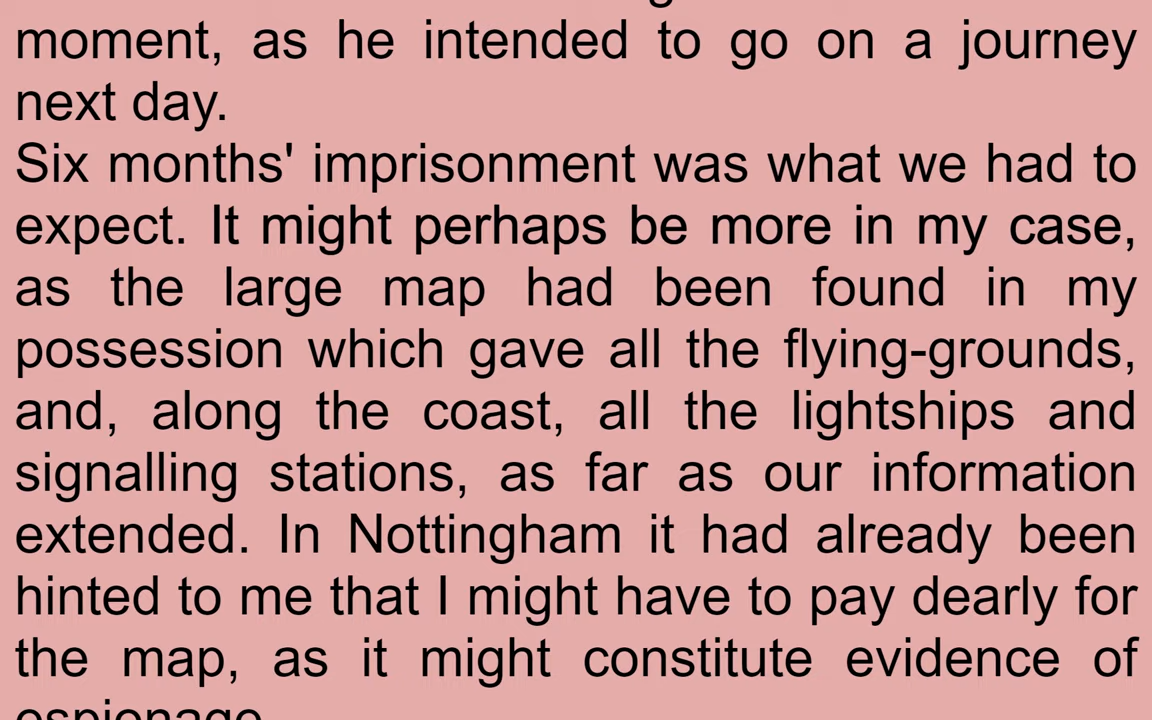 moment, as he intended to go on a journey
next day.
Six months' imprisonment was what we had to
expect. It might perhaps be more in my case,
as the large map had been found in my
possession which gave all the flying-grounds,
and, along the coast, all the lightships and
signalling stations, as far as our information
extended. In Nottingham it had already been
hinted to me that I might have to pay dearly for
the map, as it might constitute evidence of
espionage.